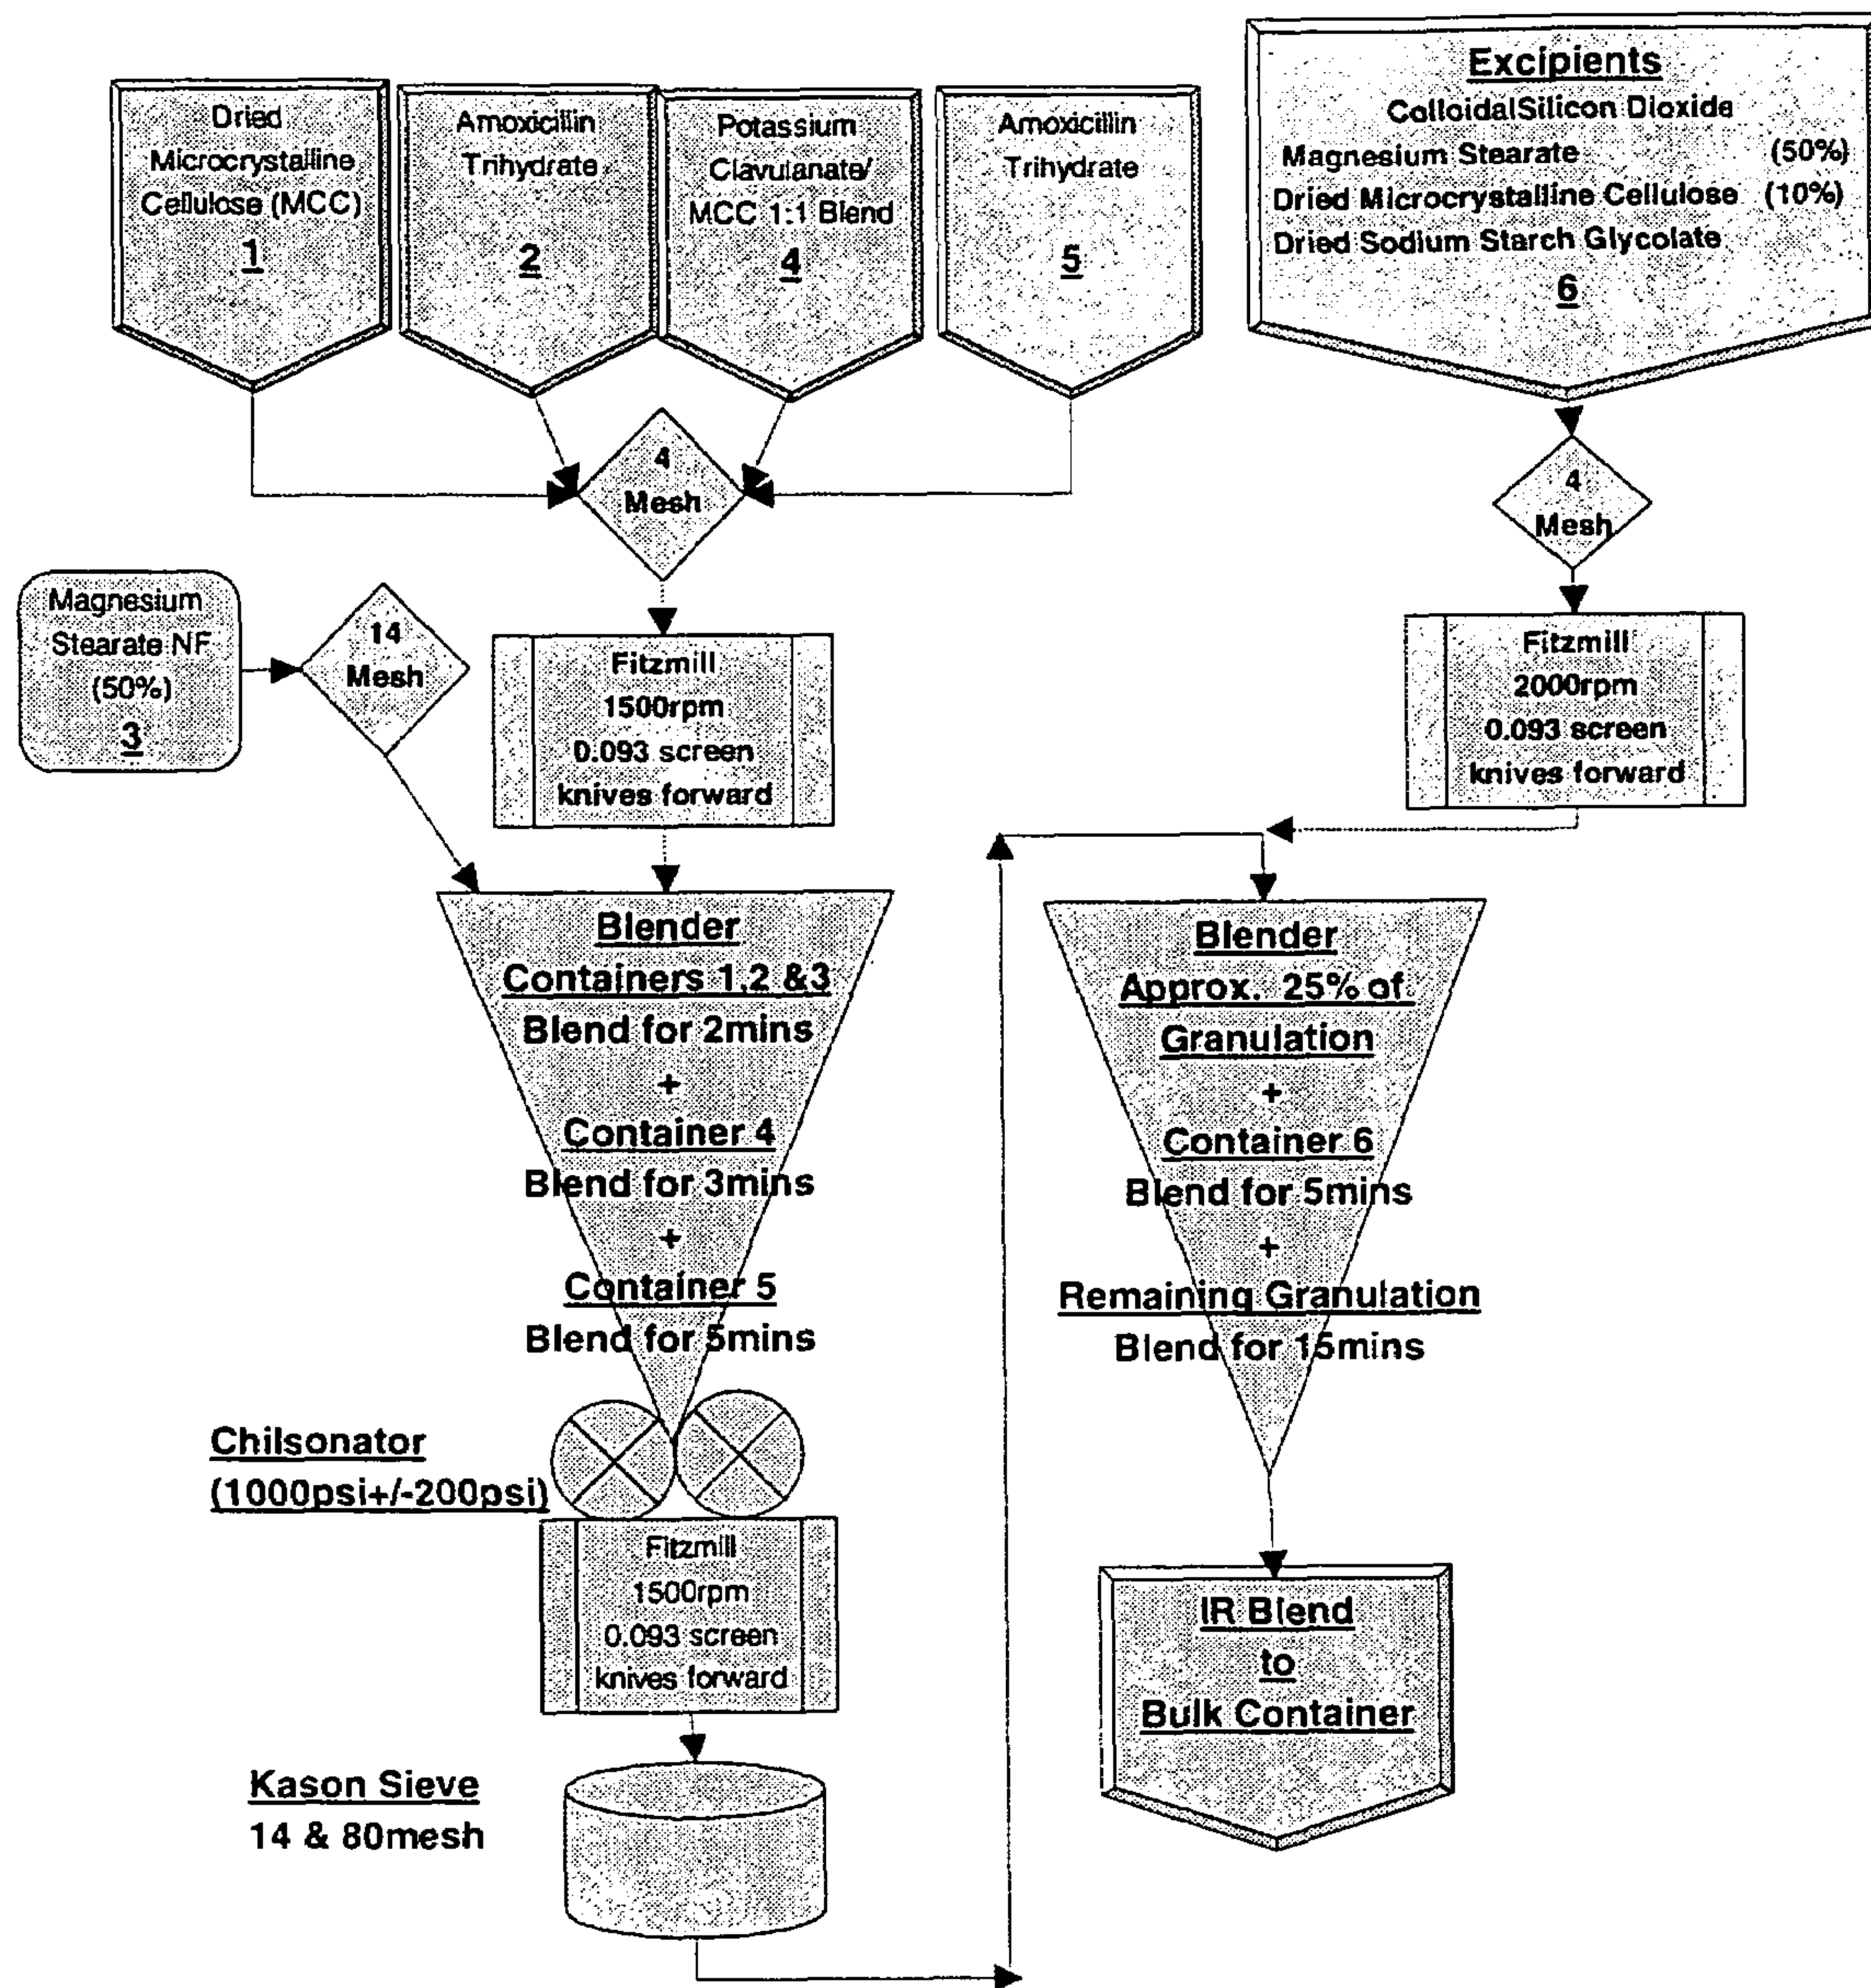 Dried
Microcrystalline
Cellulose (MCC)
1
Amoxicillin
Trihydrate
2
Potassium
Clavulanate/
MCC 1:1 Blend
4
Amoxicillin
Trihydrate
5
Excipients
Colloidal Silicon Dioxide
Magnesium Stearate (50%)
Dried Microcrystalline Cellulose (10%)
Dried Sodium Starch Glycolate
6
4
Mesh
4
Mesh
Magnesium
Stearate NF
(50%)
3
14
Mesh
Fitzmill
1500rpm
0.093 screen
knives forward
Fitzmill
2000rpm
0.093 screen
knives forward
Blender
Containers 1,2 &3
Blend for 2mins
+
Container 4
Blend for 3mins
+
Container 5
Blend for 5mins
Blender
Approx. 25% of
Granulation
+
Container 6
Blend for 5mins
+
Remaining Granulation
Blend for 15mins
Chilsonator
(1000psi+/-200psi)
Fitzmill
1500rpm
0.093 screen
knives forward
Kason Sieve
14 & 80mesh
IR Blend
to
Bulk Container